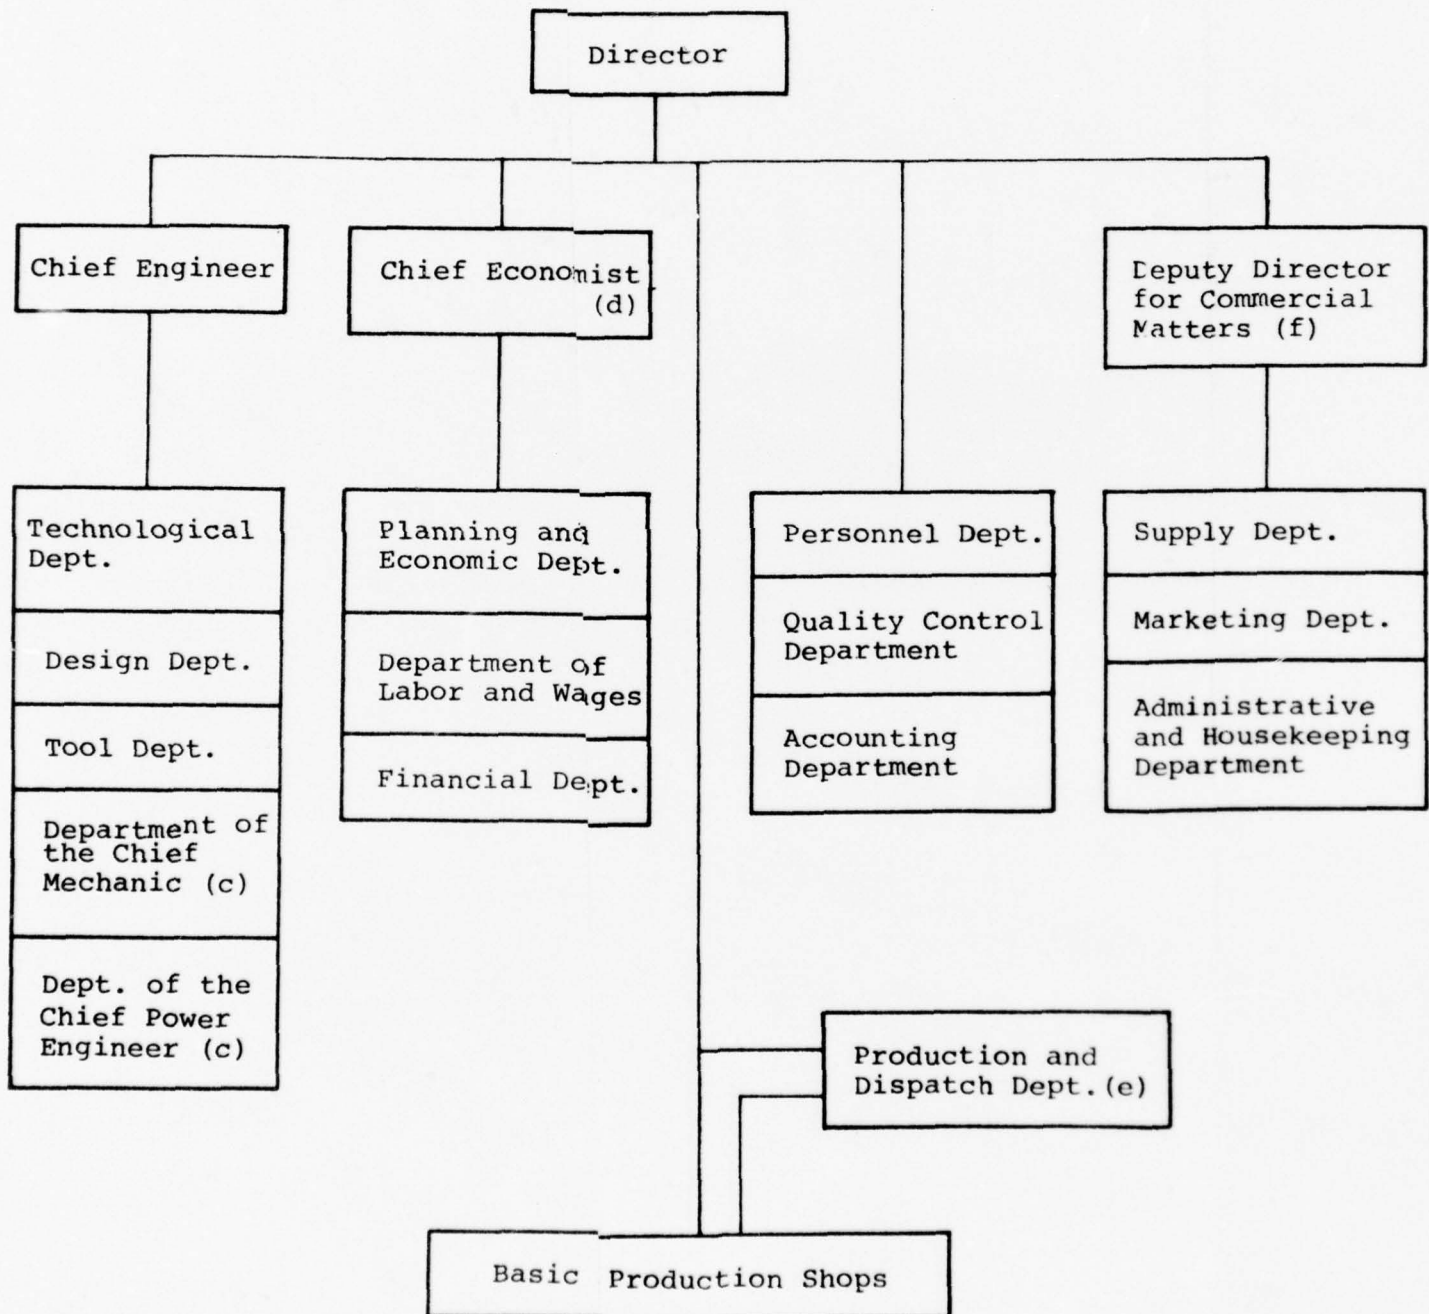 Director
Chief Engineer
Chief Economist
(d)
Deputy Director
for Commercial
Matters (f)
Technological
Dept.
Design Dept.
Tool Dept.
Department of
the Chief
Mechanic (c)
Dept. of the
Chief Power
Engineer (c)
Planning and
Economic Dept.
Department of
Labor and Wages
Financial Dept.
Personnel Dept.
Quality Control
Department
Accounting
Department
Supply Dept.
Marketing Dept.
Administrative
and Housekeeping
Department
Production and
Dispatch Dept.(e)
Basic Production Shops